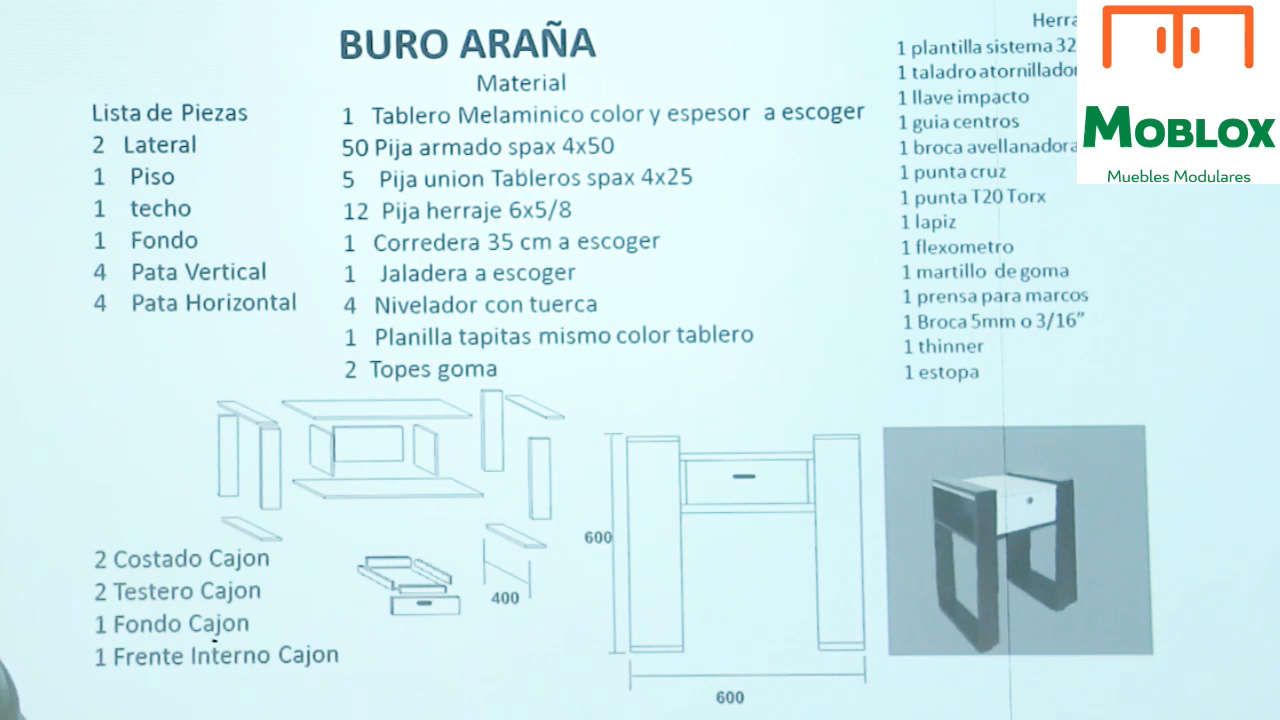 BURO ARAÑA
Lista de Piezas
2 Lateral
1 Piso
1 techo
1 Fondo
4 Pata Vertical
4 Pata Horizontal
Material
1 Tablero Melaminico color y espesor a escoger
50 Pija armado spax 4x50
5 Pija union Tableros spax 4x25
12 Pija herraje 6x5/8
1 Corredera 35 cm a escoger
1 Jaladera a escoger
4 Nivelador con tuerca
1 Planilla tapitas mismo color tablero
2 Topes goma
1 plantilla sistema 32
1 taladro atornillador
1 llave impacto
1 guia centros
1 broca avellanadora
1 punta cruz
1 punta T20 Torx
1 lapiz
1 flexometro
1 martillo de goma
1 prensa para marcos
1 Broca 5mm o 3/16”
1 thinner
1 estopa
MOBLOX
Muebles Modulares
2 Costado Cajon
2 Testero Cajon
1 Fondo Cajon
1 Frente Interno Cajon
400
600
600